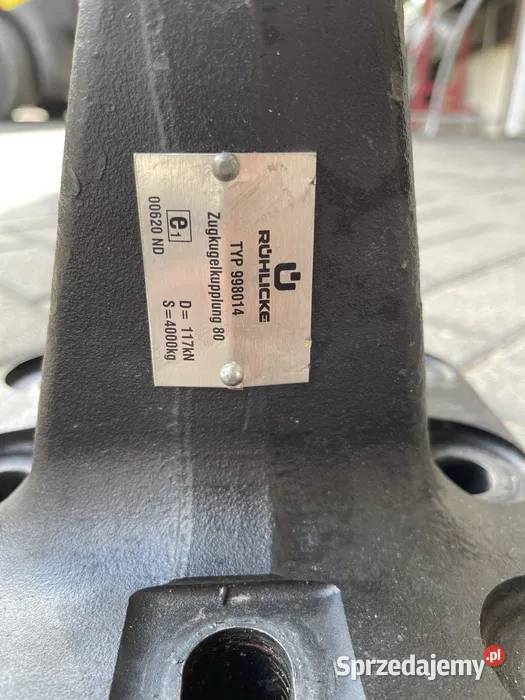 RÜHLICKE
TYP 998014
Zugkugelkupplung 80
e1 D= 117kN
00620 ND S=4000kg
Sprzedajemy.pl